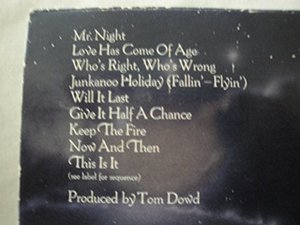 Mr. Night
Love Has Come Of Age
Who's Right, Who's Wrong
Junkanoo Holiday (Fallin'—Flyin')
Will It Last
Give It Half A Chance
Keep The Fire
Now And Then
This Is It
(see label for sequence)
Produced by Tom Dowd